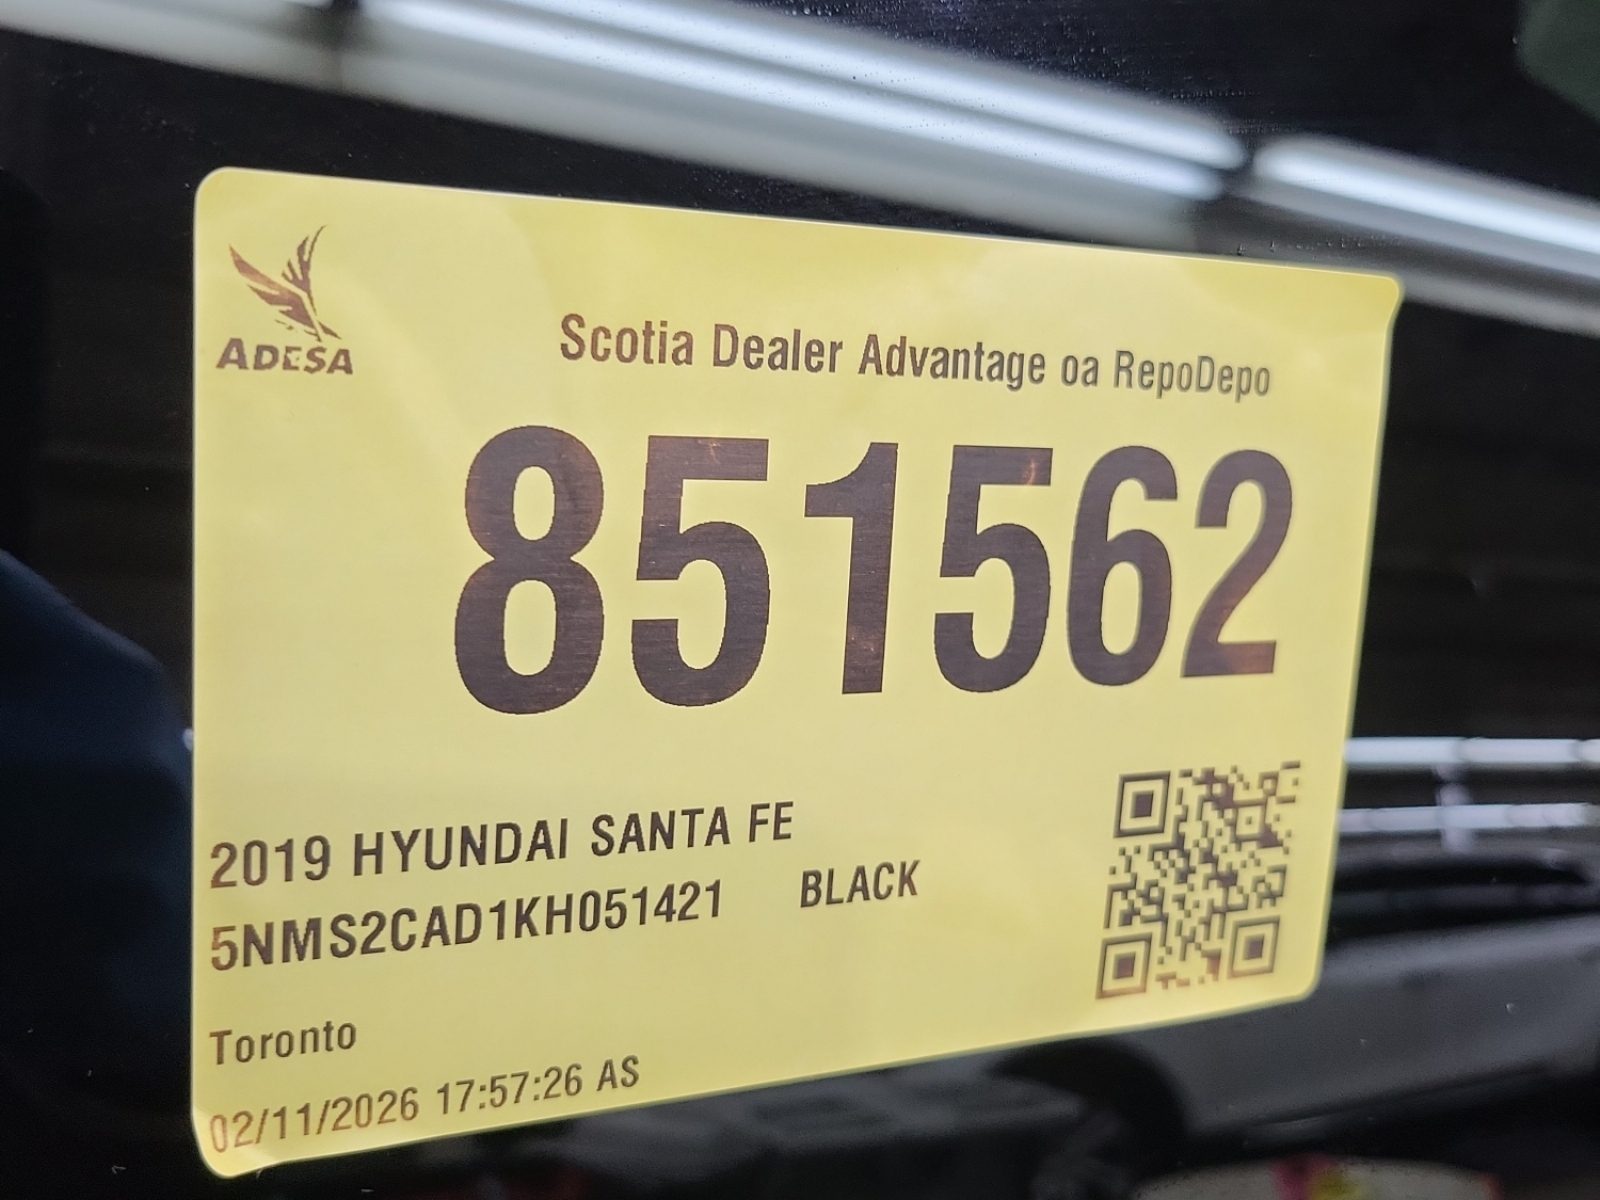 ADESA
Scotia Dealer Advantage oa RepoDepo
851562
2019 HYUNDAI SANTA FE
5NMS2CAD1KH051421 BLACK
Toronto
02/11/2026 17:57:26 AS